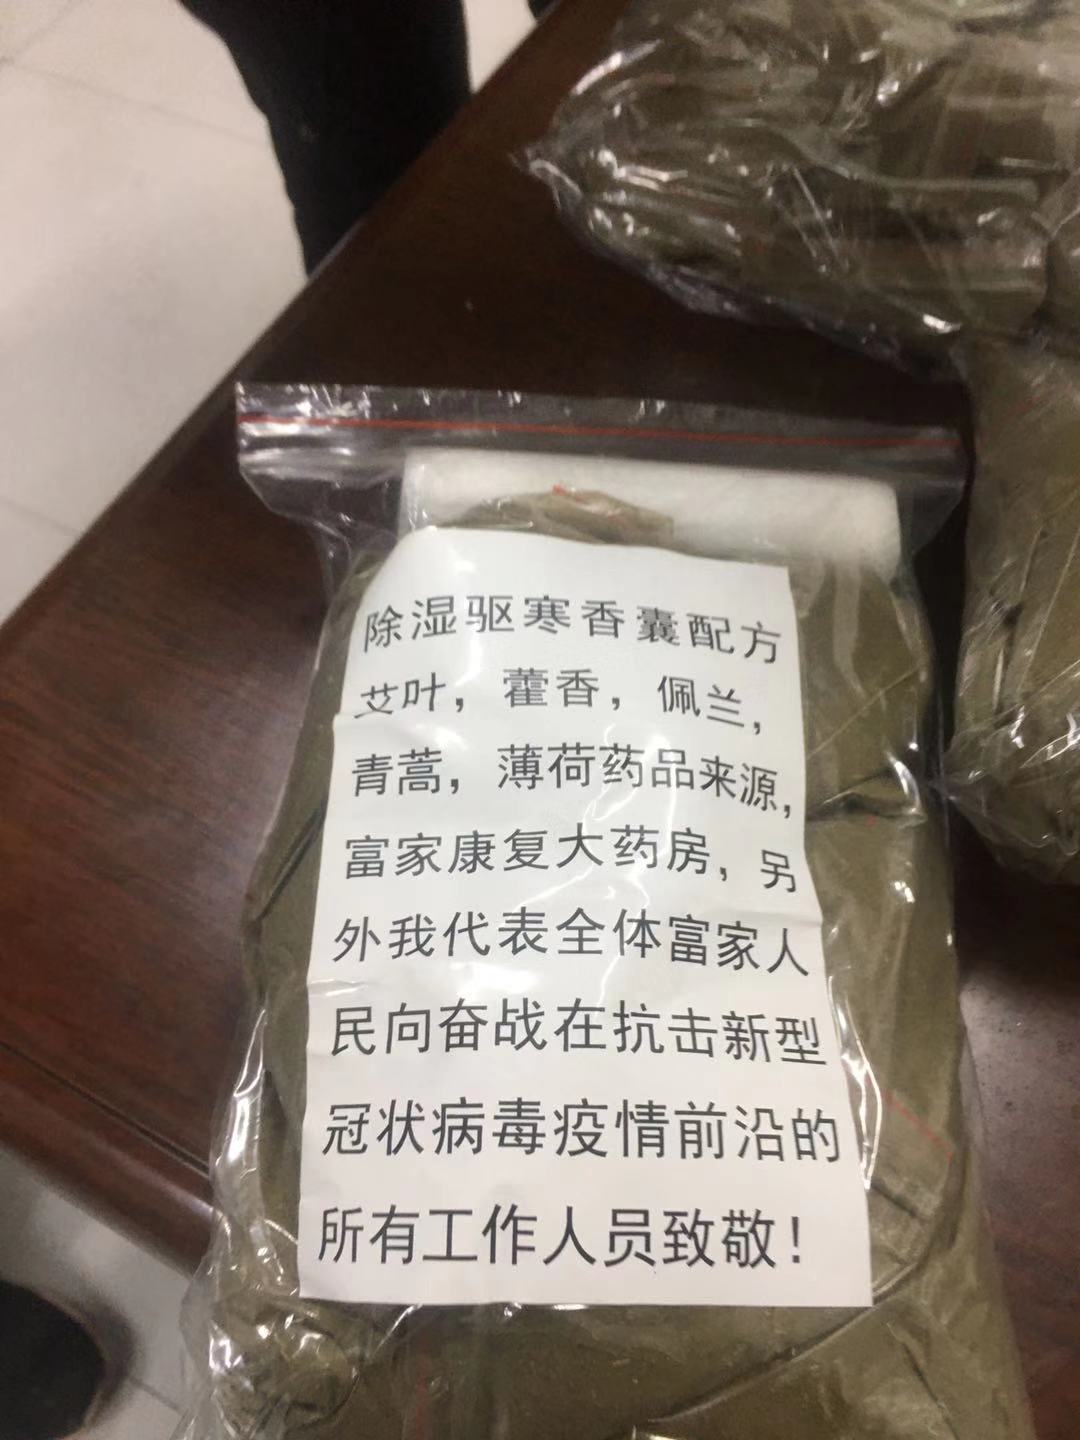 除湿驱寒香囊配方
艾叶，藿香，佩兰，
青蒿，薄荷药品来源，
富家康复大药房，另
外我代表全体富家人
民向奋战在抗击新型
冠状病毒疫情前沿的
所有工作人员致敬！